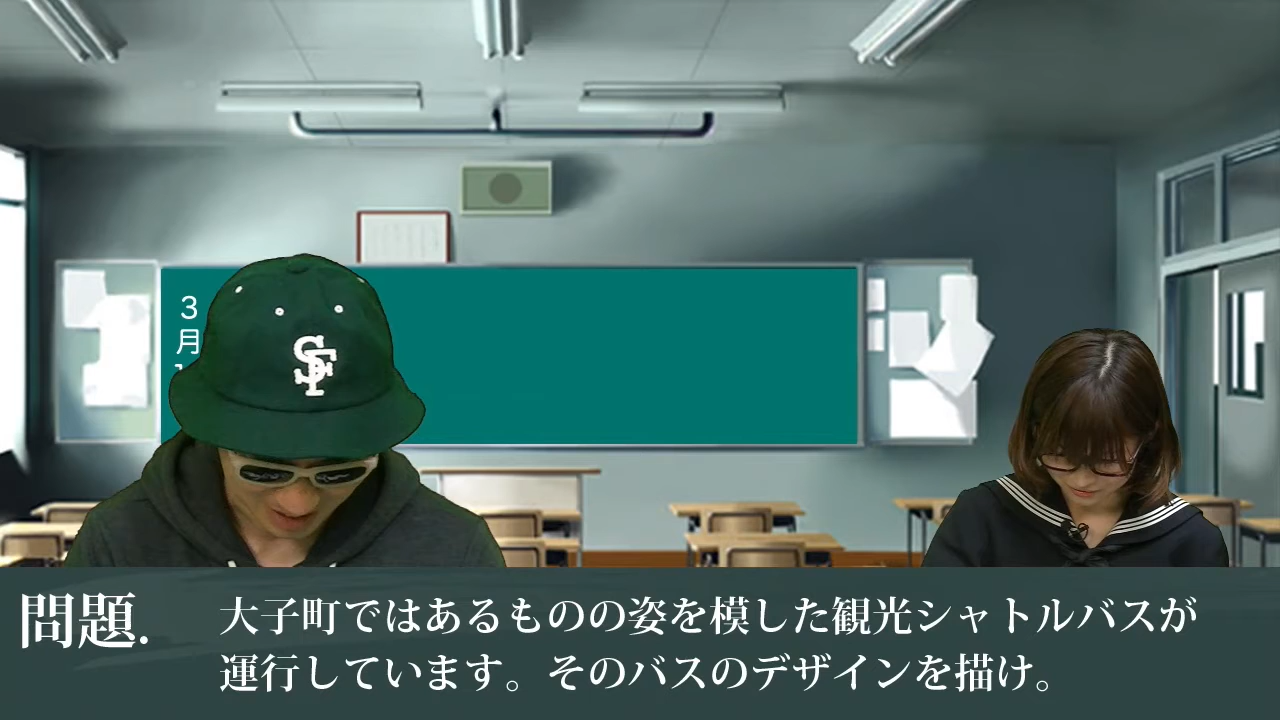 3
月
SF
問題.
大子町ではあるものの姿を模した観光シャトルバスが
運行しています。そのバスのデザインを描け。